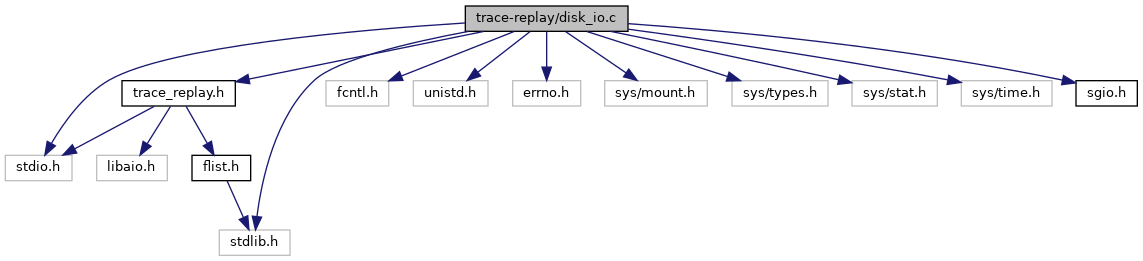 trace-replay/disk_io.c
trace_replay.h
fcntl.h
unistd.h
errno.h
sys/mount.h
sys/types.h
sys/stat.h
sys/time.h
sgio.h
stdio.h
libaio.h
flist.h
stdlib.h